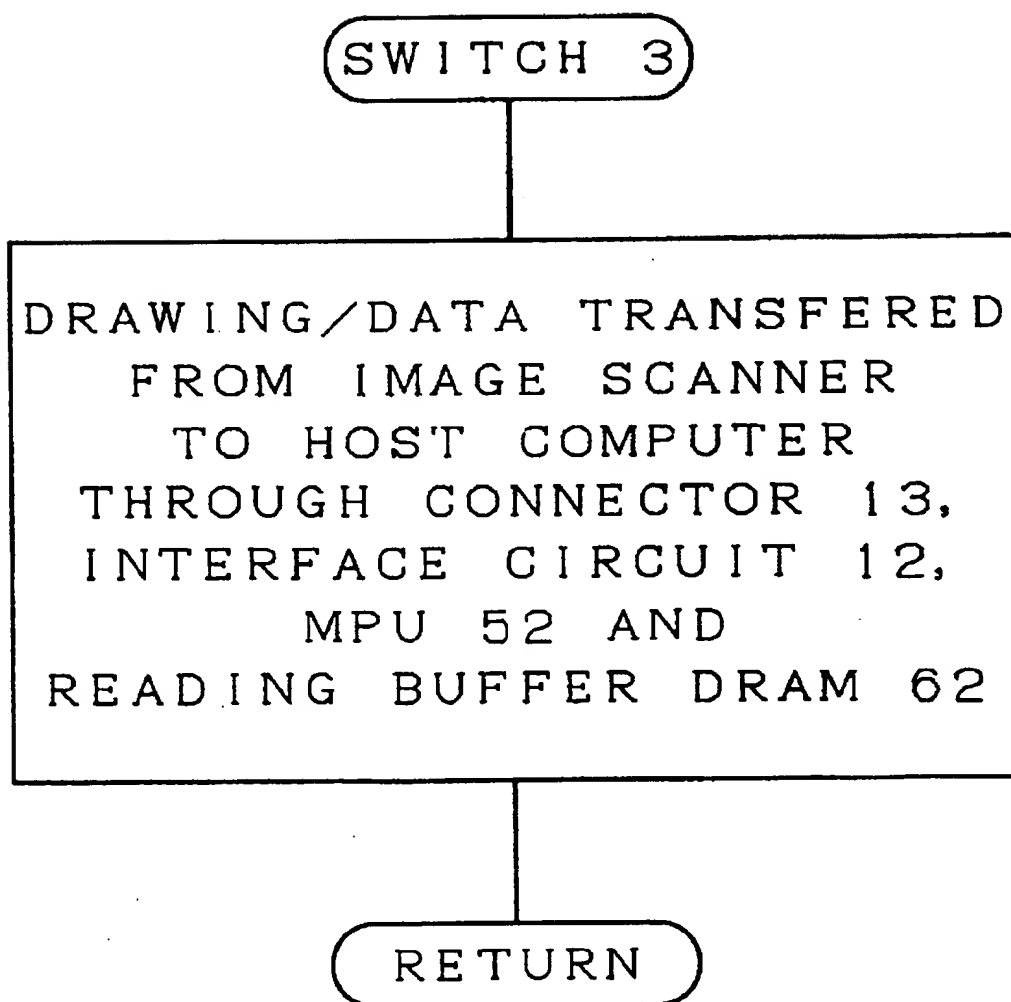 SWITCH 3
DRAWING/DATA TRANSFERED
FROM IMAGE SCANNER
TO HOST COMPUTER
THROUGH CONNECTOR 13,
INTERFACE CIRCUIT 12,
MPU 52 AND
READING BUFFER DRAM 62
RETURN